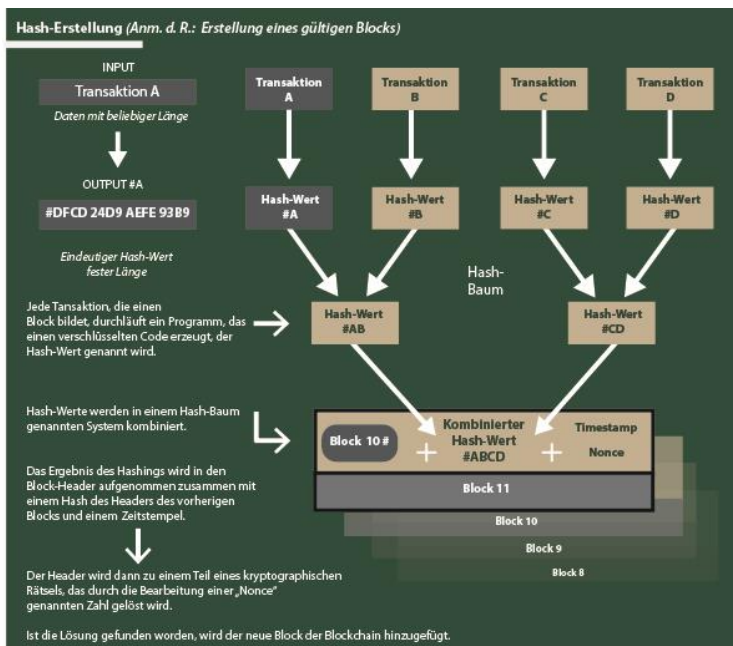 Hash-Erstellung (Anm. d. R.: Erstellung eines gültigen Blocks)
INPUT
Transaktion A
Daten mit beliebiger Länge
OUTPUT #A
#DFCD 24D9 AEFE 93B9
Eindeutiger Hash-Wert
fester Länge
Transaktion
A
Transaktion
B
Transaktion
C
Transaktion
D
Hash-Wert
#A
Hash-Wert
#B
Hash-Wert
#C
Hash-Wert
#D
Hash-
Baum
Hash-Wert
#AB
Hash-Wert
#CD
Jede Tansaktion, die einen
Block bildet, durchläuft ein Programm, das
einen verschlüsselten Code erzeugt, der
Hash-Wert genannt wird.
Hash-Werte werden in einem Hash-Baum
genannten System kombiniert.
Das Ergebnis des Hashings wird in den
Block-Header aufgenommen zusammen mit
einem Hash des Headers des vorherigen
Blocks und einem Zeitstempel.
Der Header wird dann zu einem Teil eines kryptographischen
Rätsels, das durch die Bearbeitung einer „Nonce"
genannten Zahl gelöst wird.
Ist die Lösung gefunden worden, wird der neue Block der Blockchain hinzugefügt.
Block 10 #
+
Kombinierter
Hash-Wert
#ABCD
+
Timestamp
Nonce
Block 11
Block 10
Block 9
Block 8